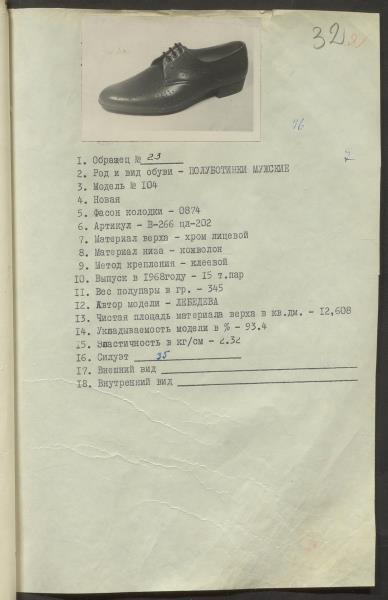 32
76
1. Образец № 23
2. Род и вид обуви - ПОЛУБОТИНКИ МУЖСКИЕ
3. Модель № 104
4. Новая
5. Фасон колодки - 0874
6. Артикул - В-266 цл-202
7. Материал верха - хром лицевой
8. Материал низа - кожволон
9. Метод крепления - клеевой
10. Выпуск в 1968году - 15 т.пар
11. Вес полупары в гр. - 345
12. Автор модели - ЛЕБЕДЕВА
13. Чистая площадь материала верха в кв.дм. - 12,608
14. Укладываемость модели в % - 93.4
15. Эластичность в кг/см - 2.32
16. Силуэт 35
17. Внешний вид
18. Внутренний вид